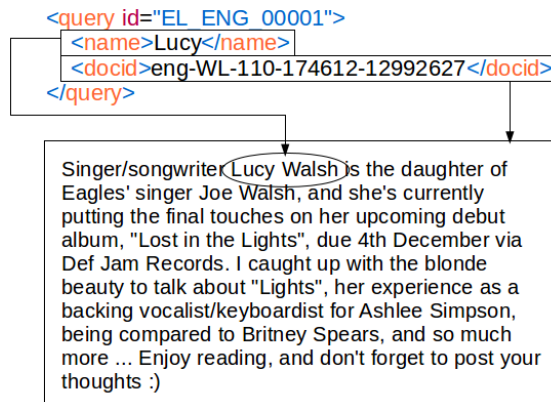 <query id="EL_ENG_00001">
<name>Lucy</name>
<docid>eng-WL-110-174612-12992627</docid>
</query>
Singer/songwriter Lucy Walsh is the daughter of
Eagles' singer Joe Walsh, and she's currently
putting the final touches on her upcoming debut
album, "Lost in the Lights", due 4th December via
Def Jam Records. I caught up with the blonde
beauty to talk about "Lights", her experience as a
backing vocalist/keyboardist for Ashlee Simpson,
being compared to Britney Spears, and so much
more ... Enjoy reading, and don't forget to post your
thoughts :)